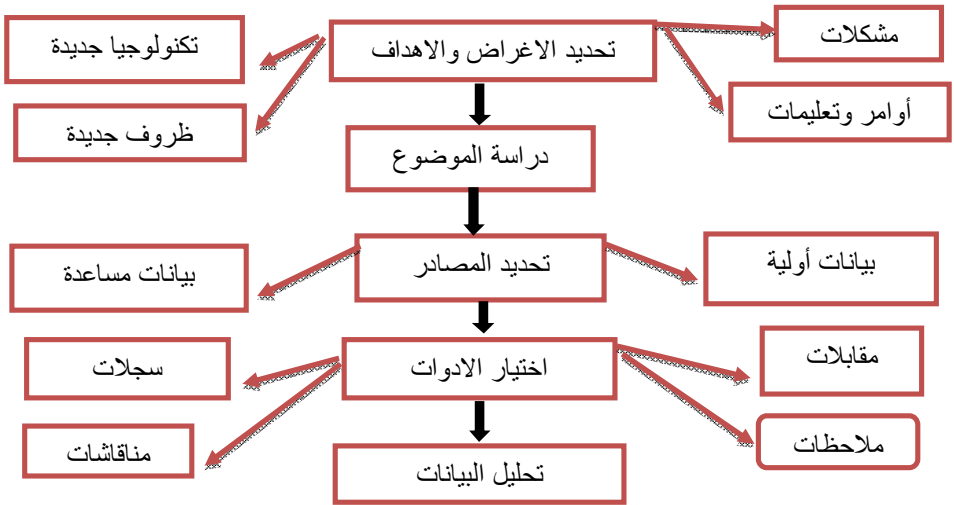 مشكلات
تحديد الاغراض والاهداف
تكنولوجيا جديدة
أوامر وتعليمات
ظروف جديدة
دراسة الموضوع
بيانات أولية
تحديد المصادر
بيانات مساعدة
مقابلات
اختيار الادوات
سجلات
ملاحظات
مناقاشات
تحليل البيانات